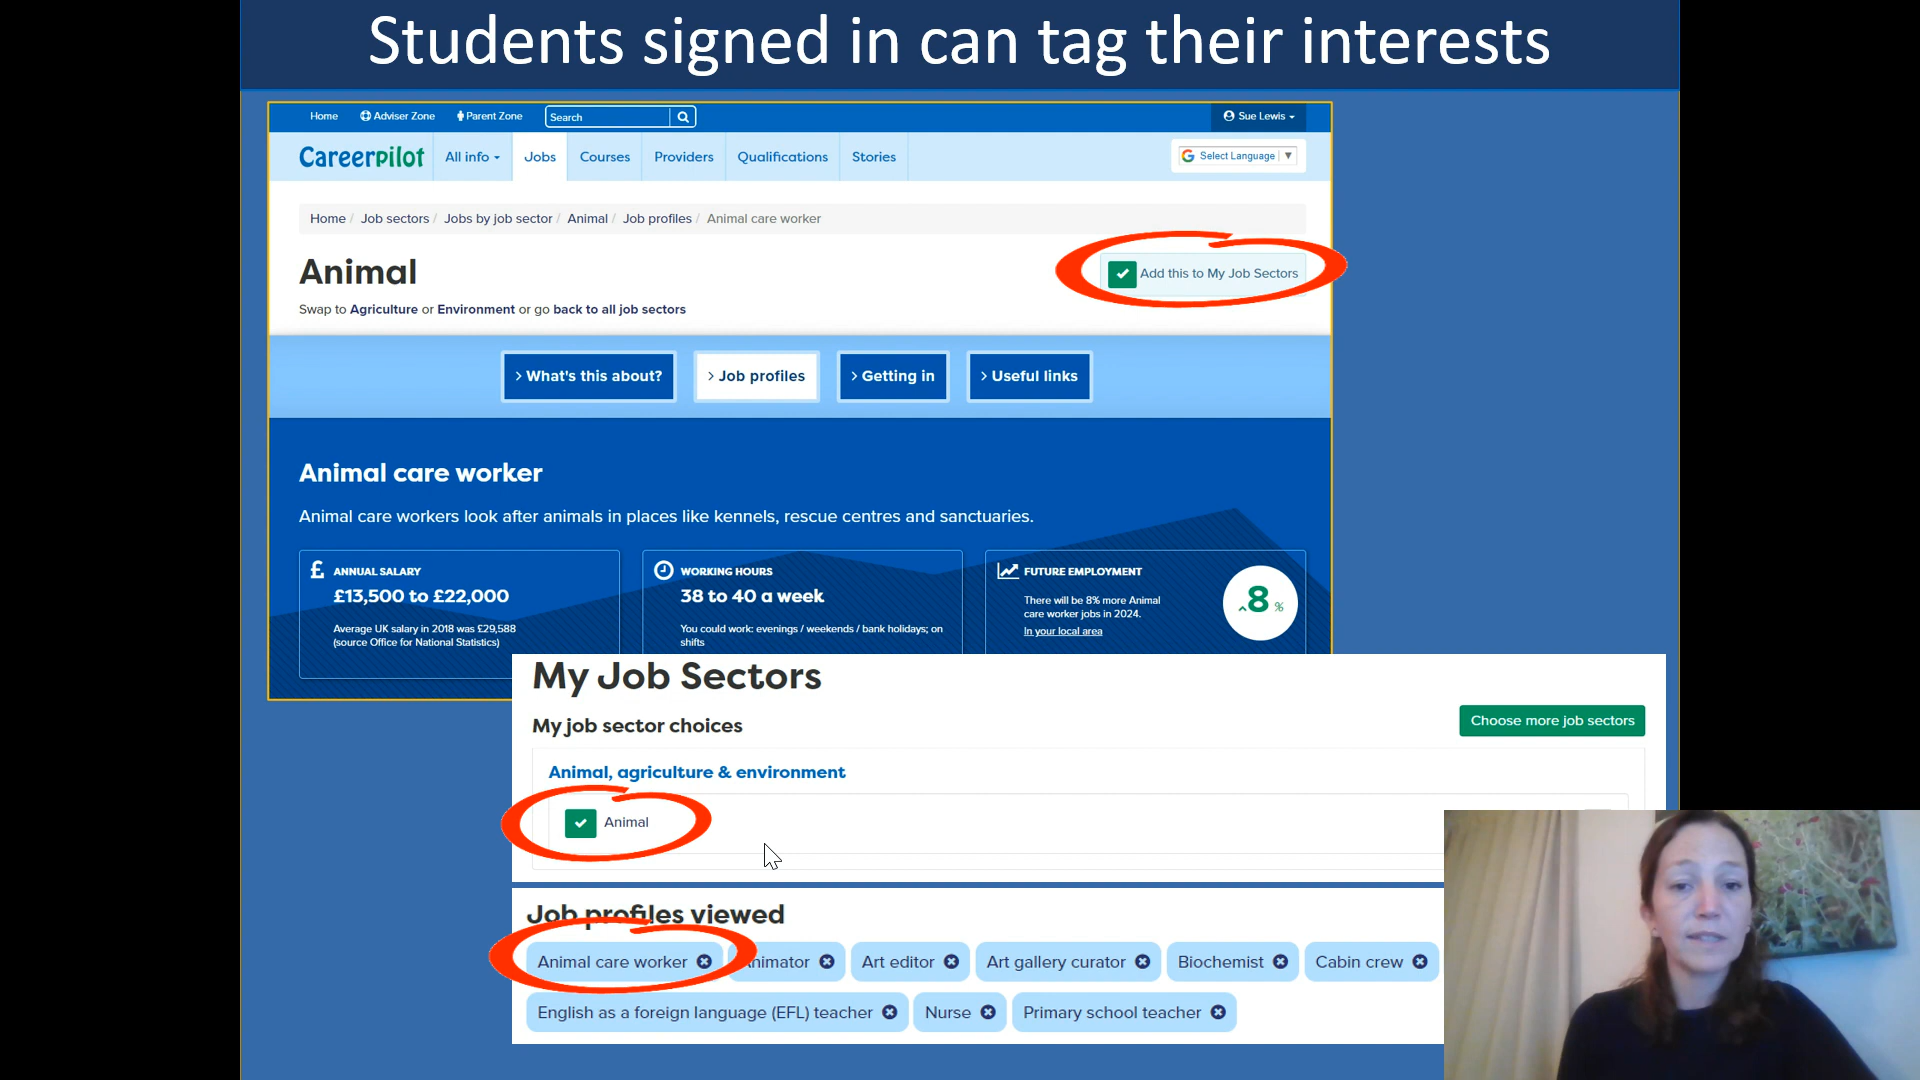 Students signed in can tag their interests
Home Adviser Zone Parent Zone Search Sue Lewis
Careerpilot All info Jobs Courses Providers Qualifications Stories Select Language
Home / Job sectors / Jobs by job sector / Animal / Job profiles / Animal care worker
Animal
Add this to My Job Sectors
Swap to Agriculture or Environment or go back to all job sectors
> What's this about? > Job profiles > Getting in > Useful links
Animal care worker
Animal care workers look after animals in places like kennels, rescue centres and sanctuaries.
£ ANNUAL SALARY
£13,500 to £22,000
Average UK salary in 2018 was £29,588
(source Office for National Statistics)
WORKING HOURS
38 to 40 a week
You could work: evenings / weekends / bank holidays; on
shifts
FUTURE EMPLOYMENT
There will be 8% more Animal
care worker jobs in 2024.
In your local area
8 %
My Job Sectors
My job sector choices
Choose more job sectors
Animal, agriculture & environment
Animal
Job profiles viewed
Animal care worker nimator Art editor Art gallery curator Biochemist Cabin crew
English as a foreign language (EFL) teacher Nurse Primary school teacher